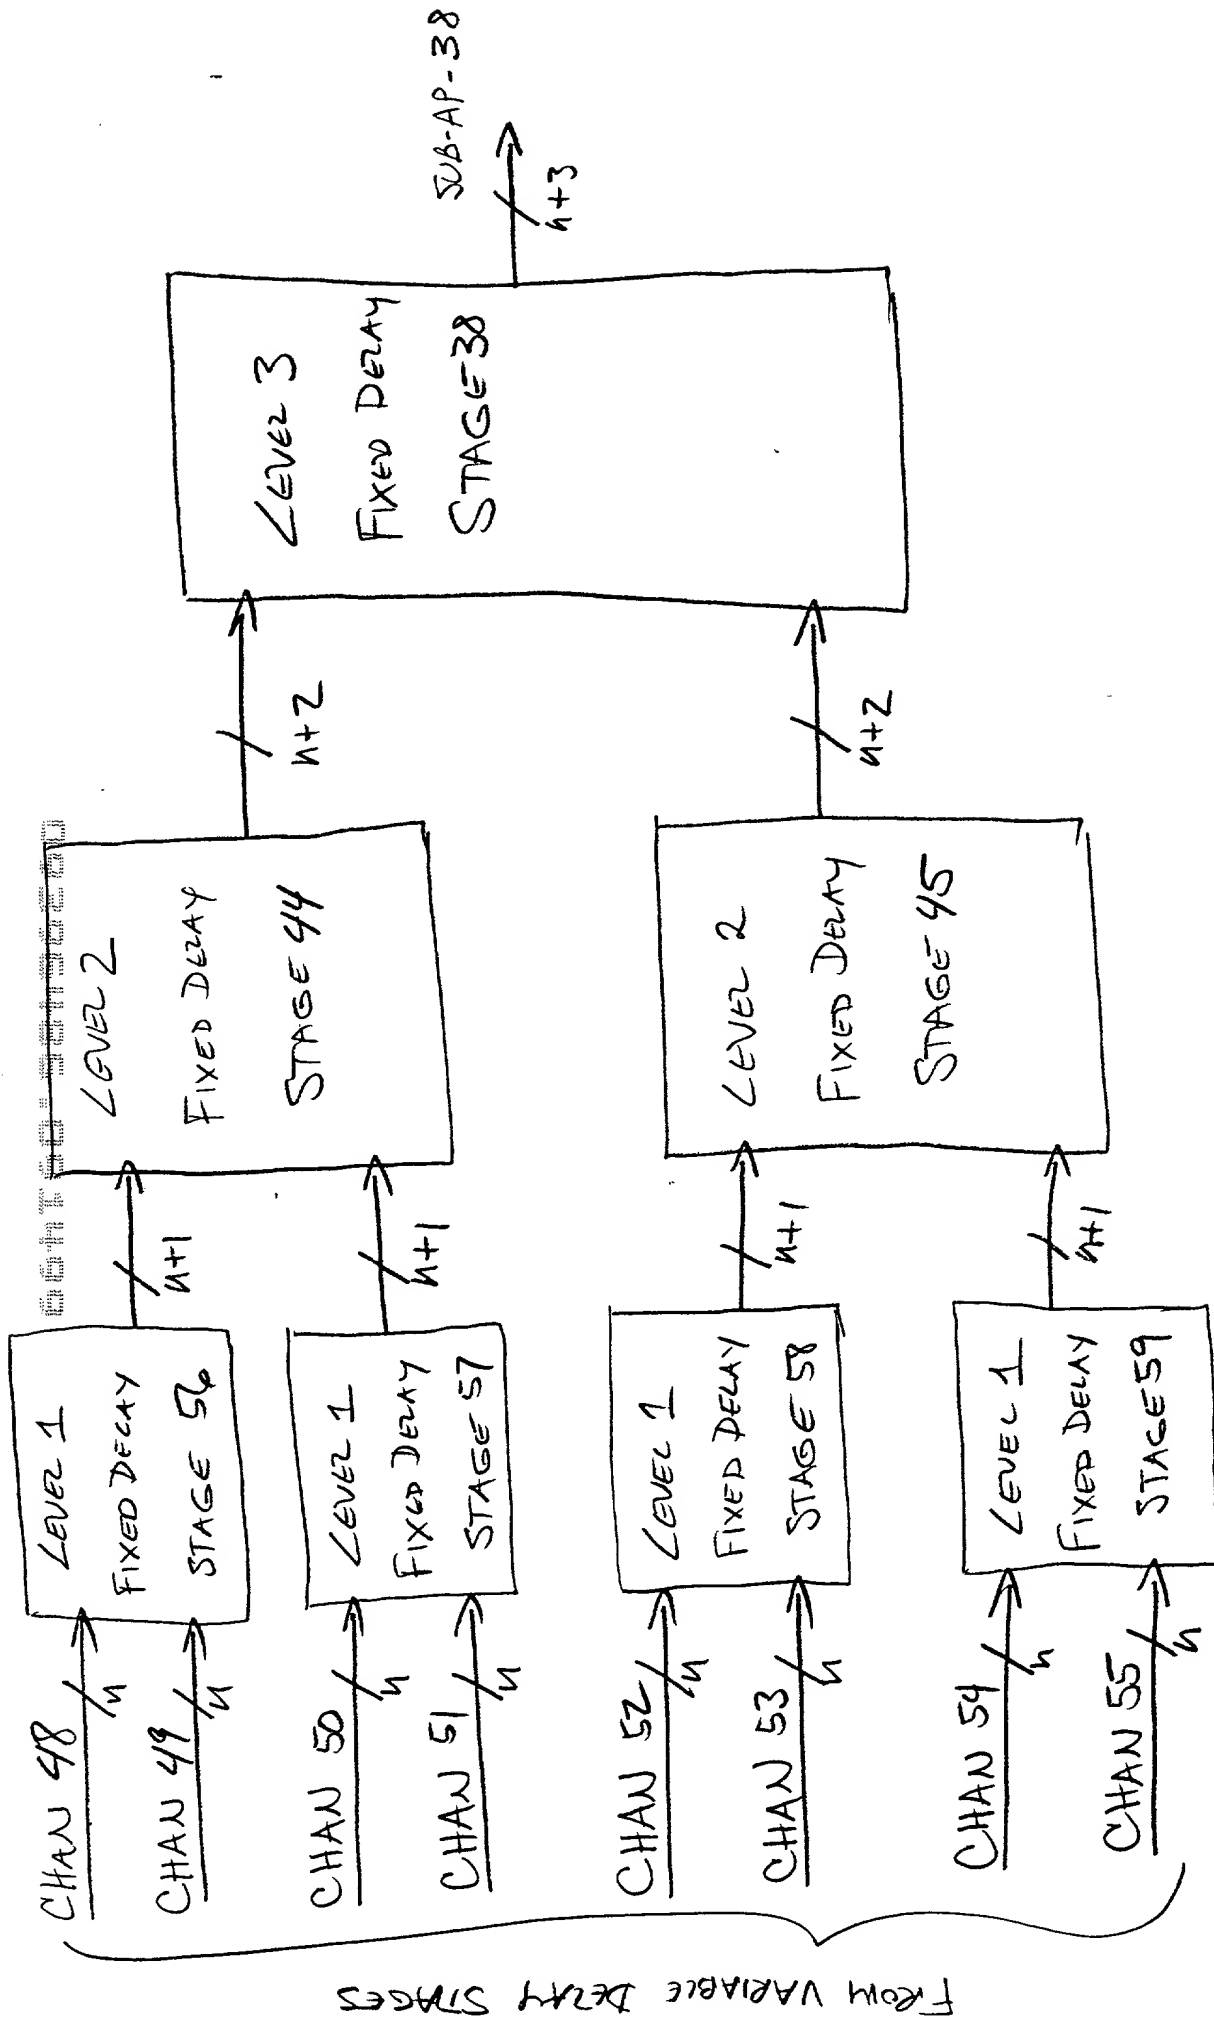 CHAN 48
n
CHAN 49
n
LEVEL 1
FIXED DELAY
STAGE 56
n+1
CHAN 50
n
CHAN 51
n
LEVEL 1
FIXED DELAY
STAGE 57
n+1
LEVEL 2
FIXED DELAY
STAGE 44
n+2
CHAN 52
n
CHAN 53
n
LEVEL 1
FIXED DELAY
STAGE 58
n+1
CHAN 54
n
CHAN 55
n
LEVEL 1
FIXED DELAY
STAGE 59
n+1
LEVEL 2
FIXED DELAY
STAGE 45
n+2
LEVEL 3
FIXED DELAY
STAGE 38
SUB-AP-38
n+3
FROM VARIABLE DELAY STAGES